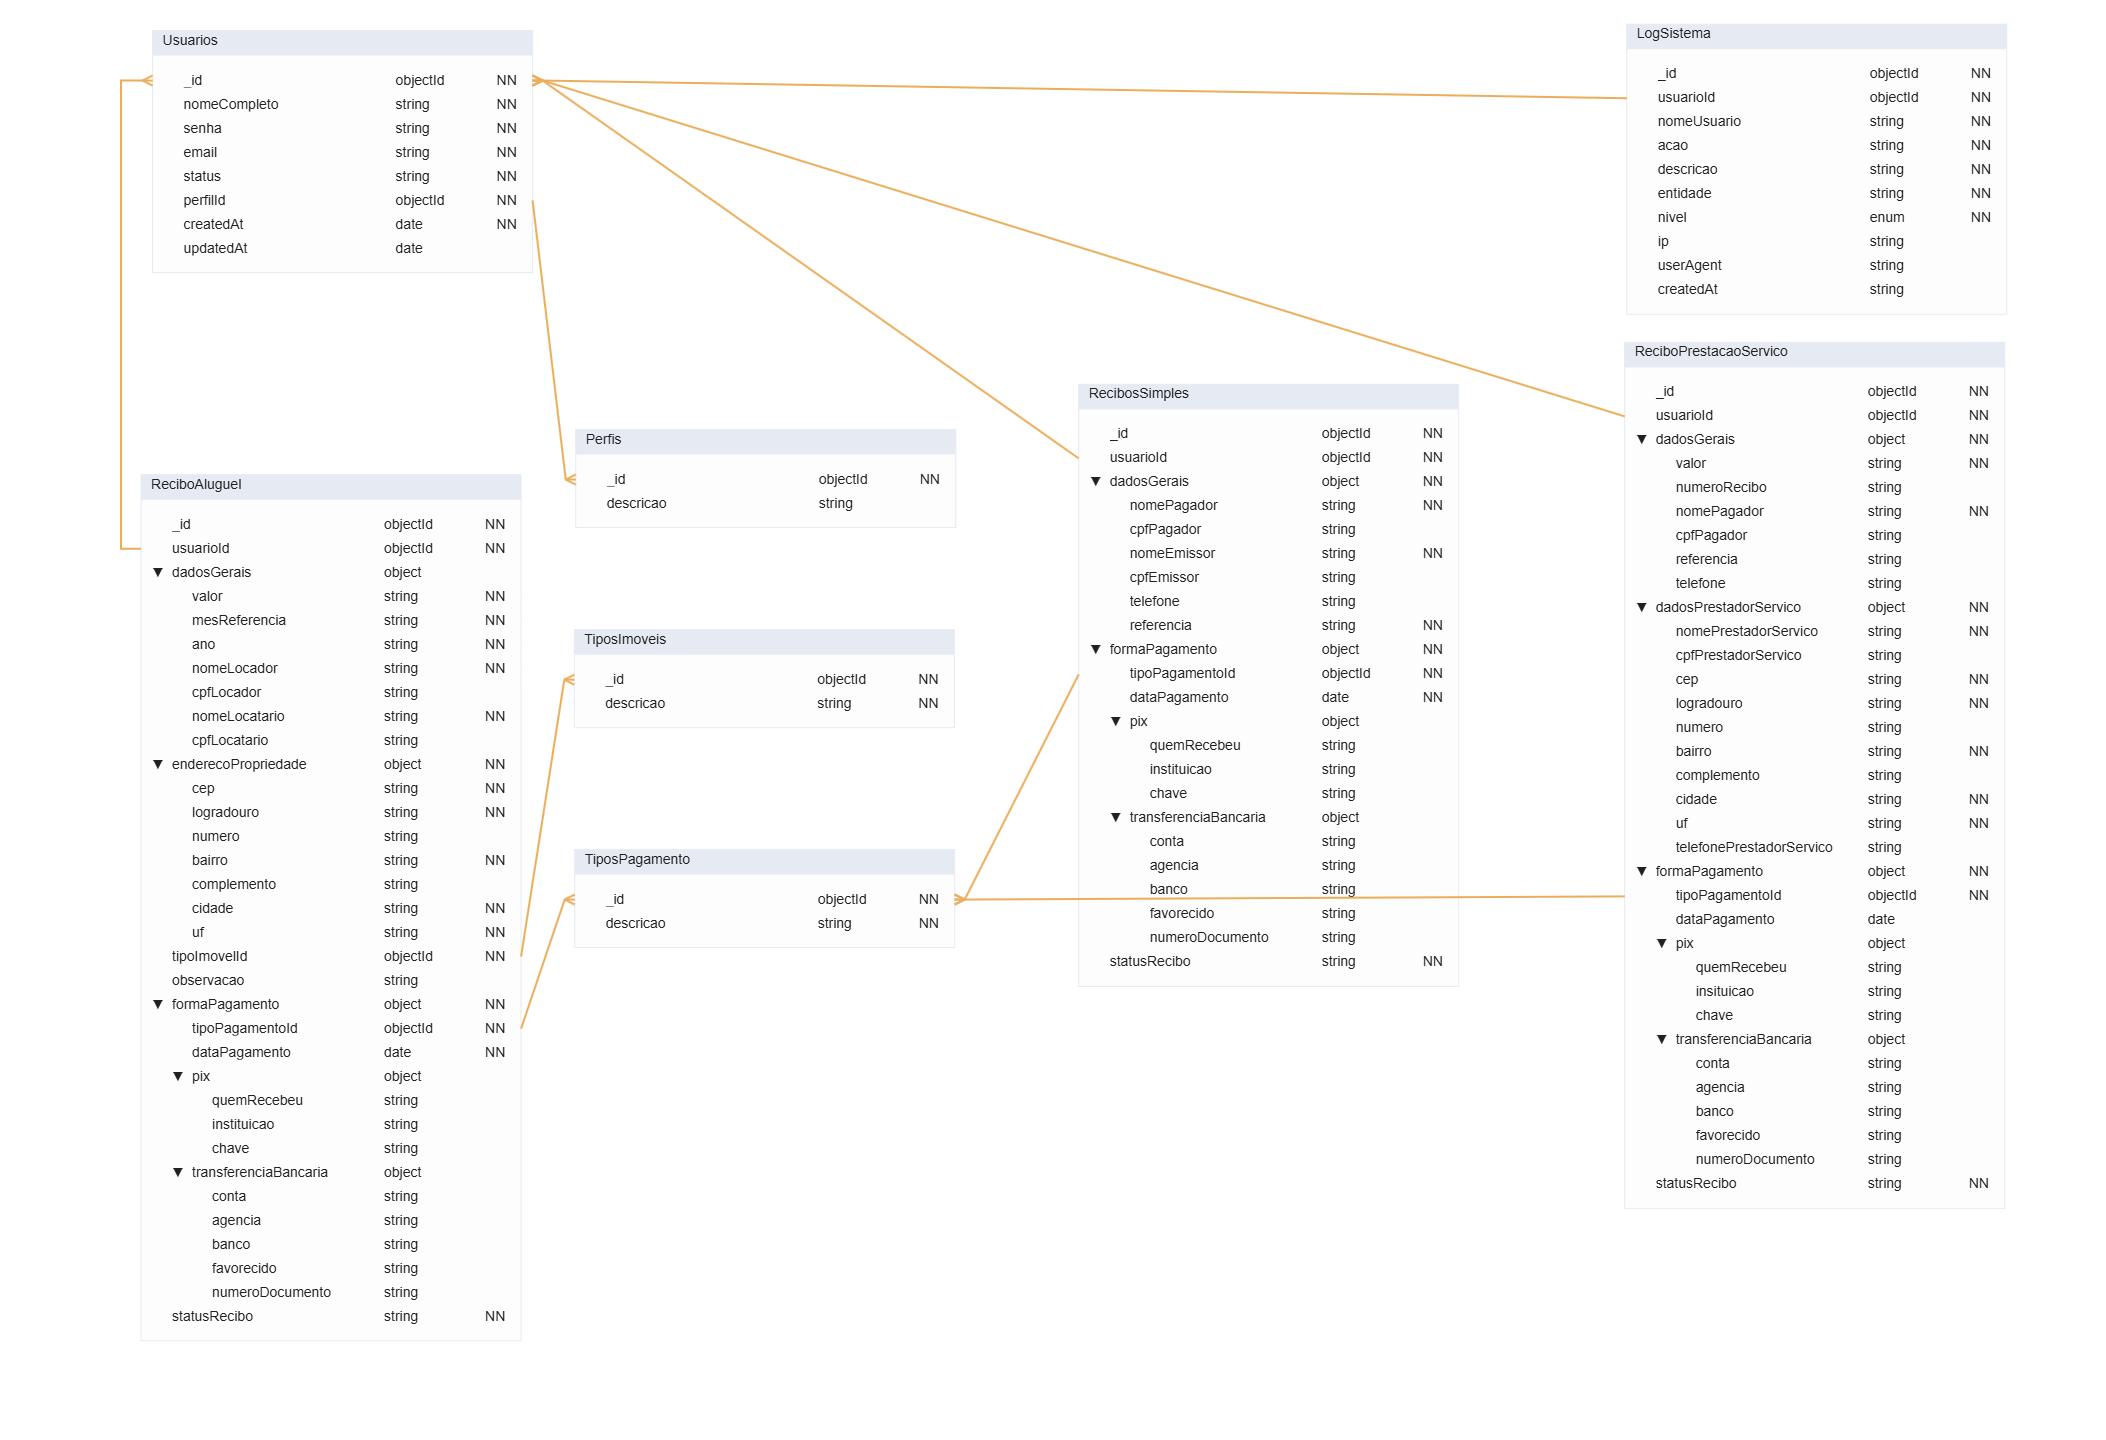 Usuarios
_id objectId NN
nomeCompleto string NN
senha string NN
email string NN
status string NN
perfilId objectId NN
createdAt date NN
updatedAt date
LogSistema
_id objectId NN
usuarioId objectId NN
nomeUsuario string NN
acao string NN
descricao string NN
entidade string NN
nivel enum NN
ip string
userAgent string
createdAt string
Perfis
_id objectId NN
descricao string
ReciboAluguel
_id objectId NN
usuarioId objectId NN
▼ dadosGerais object
valor string NN
mesReferencia string NN
ano string NN
nomeLocador string NN
cpfLocador string
nomeLocatario string NN
cpfLocatario string
▼ enderecoPropriedade object NN
cep string NN
logradouro string NN
numero string
bairro string NN
complemento string
cidade string NN
uf string NN
tipoImovelId objectId NN
observacao string
▼ formaPagamento object NN
tipoPagamentoId objectId NN
dataPagamento date NN
▼ pix object
quemRecebeu string
instituicao string
chave string
▼ transferenciaBancaria object
conta string
agencia string
banco string
favorecido string
numeroDocumento string
statusRecibo string NN
TiposImoveis
_id objectId NN
descricao string NN
TiposPagamento
_id objectId NN
descricao string NN
RecibosSimples
_id objectId NN
usuarioId objectId NN
▼ dadosGerais object NN
nomePagador string NN
cpfPagador string
nomeEmissor string NN
cpfEmissor string
telefone string
referencia string NN
▼ formaPagamento object NN
tipoPagamentoId objectId NN
dataPagamento date NN
▼ pix object
quemRecebeu string
instituicao string
chave string
▼ transferenciaBancaria object
conta string
agencia string
banco string
favorecido string
numeroDocumento string
statusRecibo string NN
ReciboPrestacaoServico
_id objectId NN
usuarioId objectId NN
▼ dadosGerais object NN
valor string NN
numeroRecibo string
nomePagador string NN
cpfPagador string
referencia string
telefone string
▼ dadosPrestadorServico object NN
nomePrestadorServico string NN
cpfPrestadorServico string
cep string NN
logradouro string NN
numero string
bairro string NN
complemento string
cidade string NN
uf string NN
telefonePrestadorServico string
▼ formaPagamento object NN
tipoPagamentoId objectId NN
dataPagamento date
▼ pix object
quemRecebeu string
insituicao string
chave string
▼ transferenciaBancaria object
conta string
agencia string
banco string
favorecido string
numeroDocumento string
statusRecibo string NN